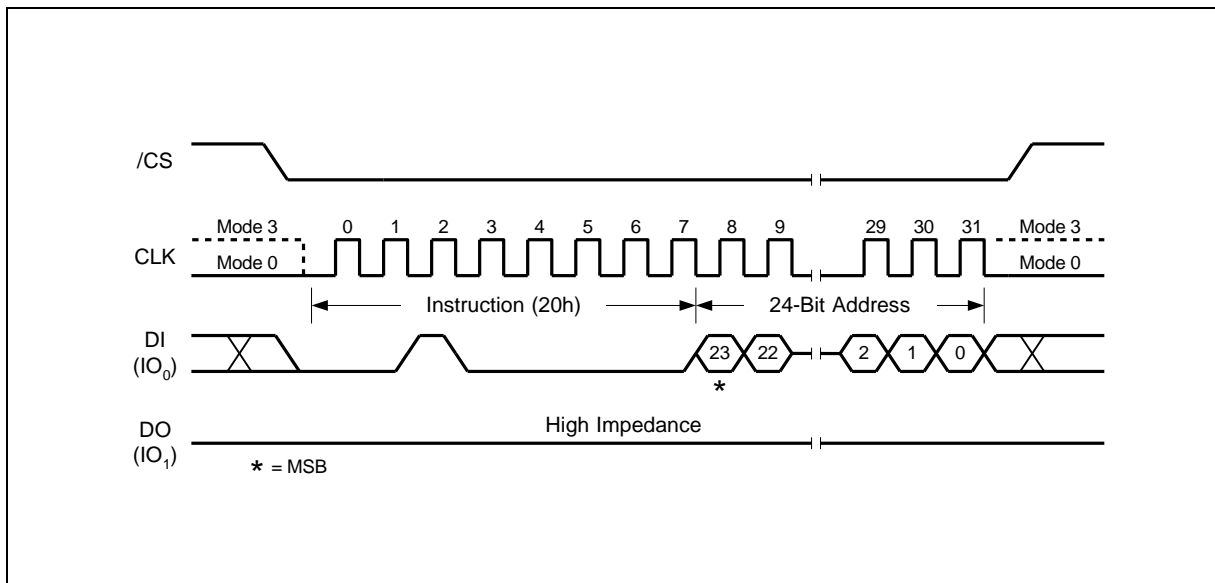 /CS
Mode 3 0 1 2 3 4 5 6 7 8 9 29 30 31 Mode 3
CLK
Mode 0 Mode 0
Instruction (20h) 24-Bit Address
DI
(IO0)
23 22 2 1 0
*
High Impedance
DO
(IO1)
* = MSB